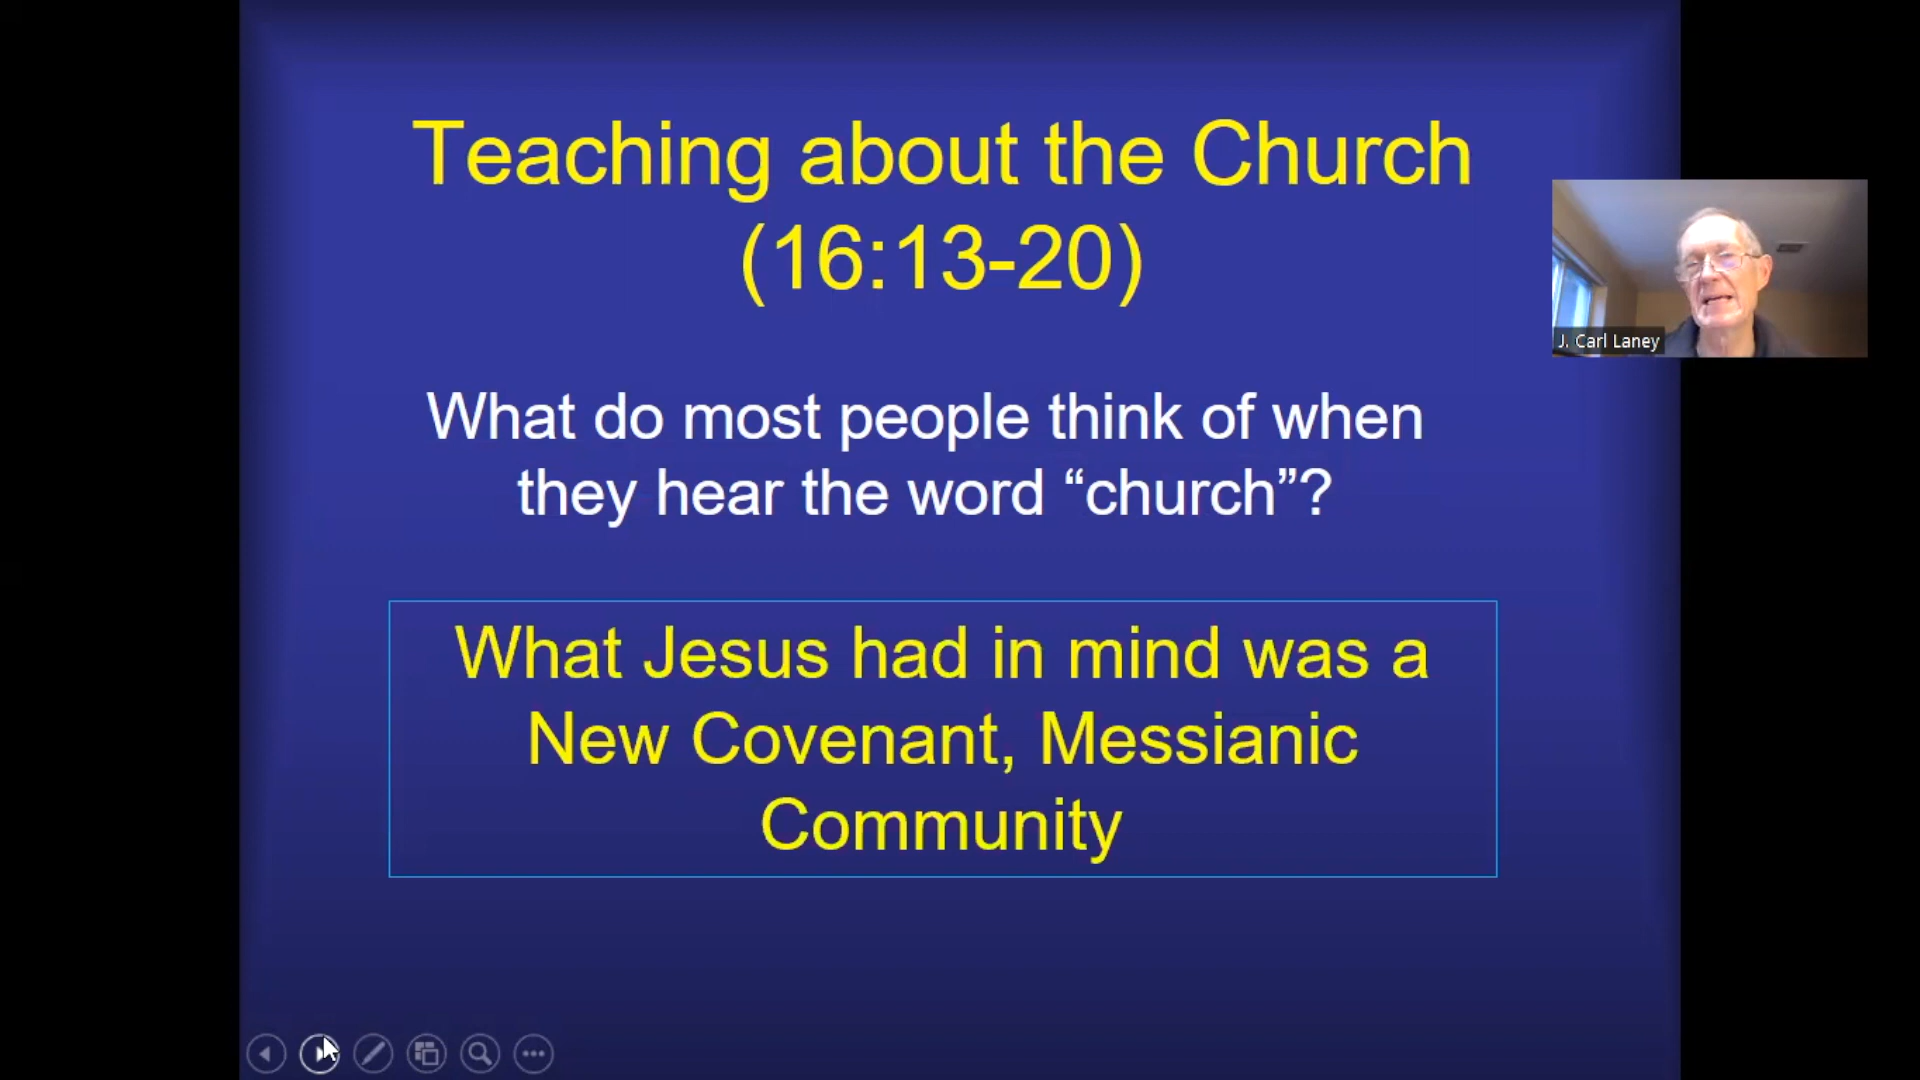 Teaching about the Church
(16:13-20)
What do most people think of when
they hear the word “church”?
What Jesus had in mind was a
New Covenant, Messianic
Community
J. Carl Laney